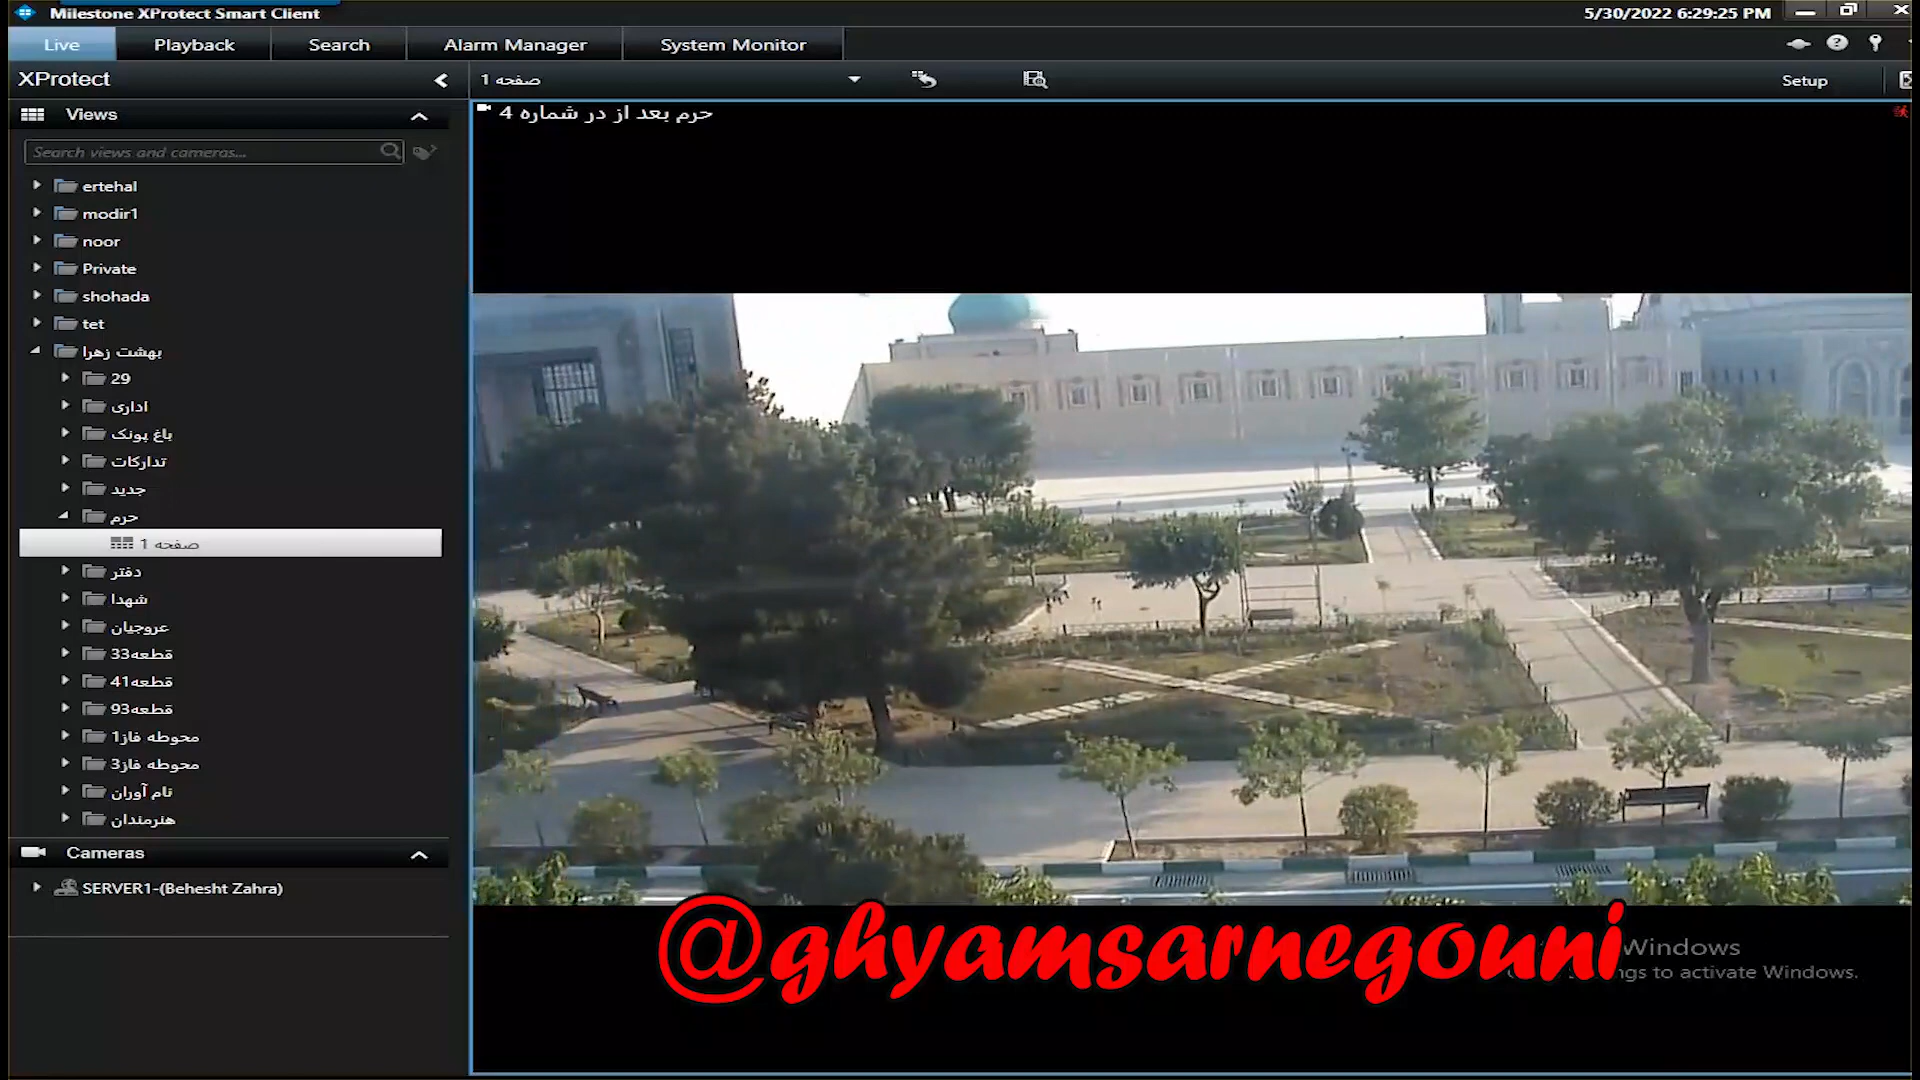 Milestone XProtect Smart Client
5/30/2022 6:29:25 PM
Live
Playback
Search
Alarm Manager
System Monitor
XProtect
صفحه 1
Setup
Views
حرم بعد از در شماره 4
Search views and cameras...
ertehal
modir1
noor
Private
shohada
tet
بهشت زهرا
29
اداری
باغ پونک
تدارکات
جدید
حرم
صفحه 1
دفتر
شهدا
عروجیان
قطعه33
قطعه41
قطعه93
محوطه فاز1
محوطه فاز3
نام آوران
هنرمندان
Cameras
SERVER1-(Behesht Zahra)
@ghyamsarnegouni
Windows
to activate Windows.